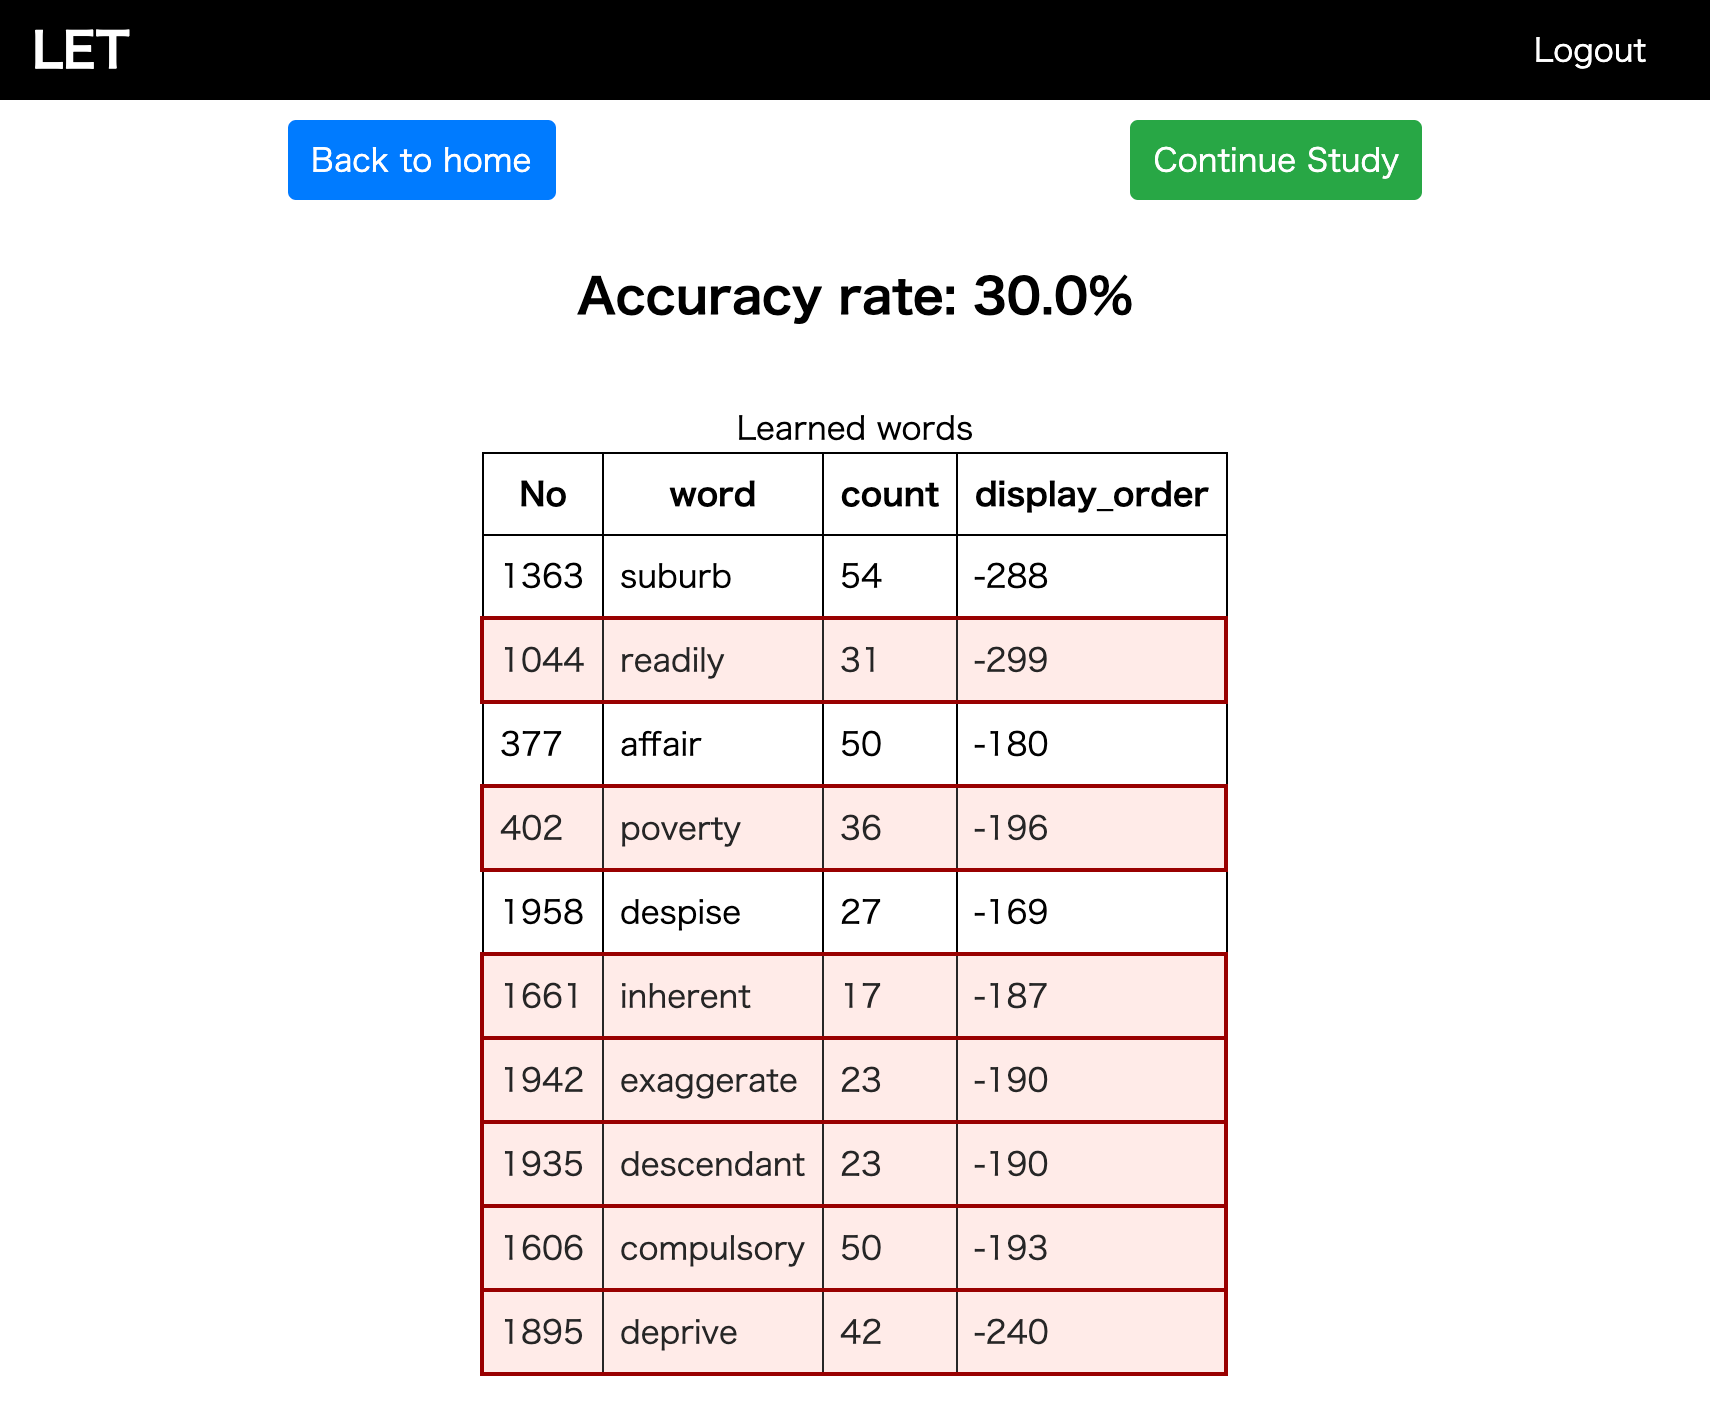 LET Logout
Back to home Continue Study
Accuracy rate: 30.0%
Learned words
No word count display_order
1363 suburb 54 -288
1044 readily 31 -299
377 affair 50 -180
402 poverty 36 -196
1958 despise 27 -169
1661 inherent 17 -187
1942 exaggerate 23 -190
1935 descendant 23 -190
1606 compulsory 50 -193
1895 deprive 42 -240